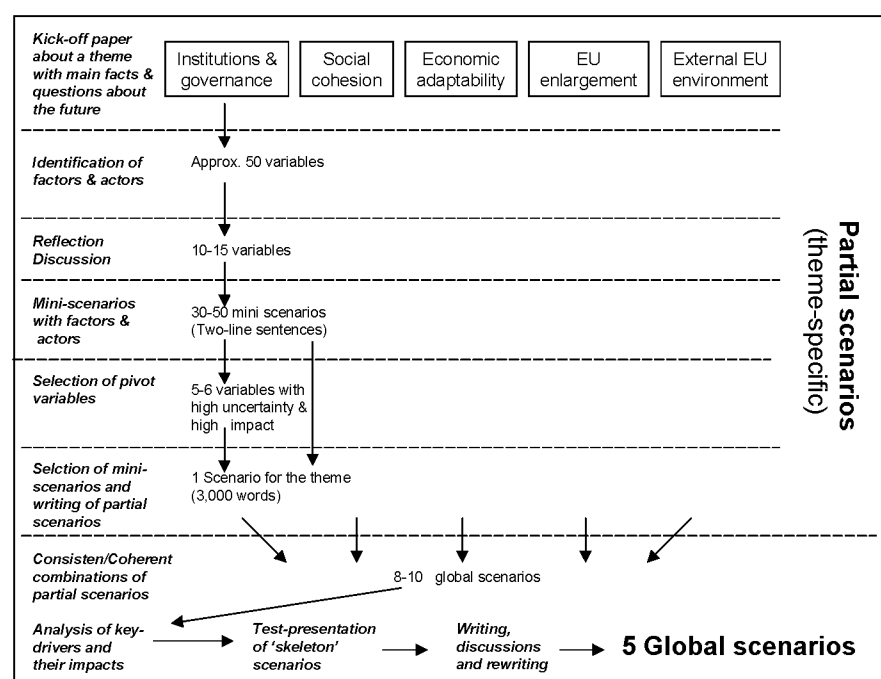 Kick-off paper
about a theme
with main facts &
questions about
the future
Institutions &
governance
Social
cohesion
Economic
adaptability
EU
enlargement
External EU
environment
Identification of
factors & actors
Approx. 50 variables
Reflection
Discussion
10-15 variables
Mini-scenarios
with factors &
actors
30-50 mini scenarios
(Two-line sentences)
Selection of pivot
variables
5-6 variables with
high uncertainty &
high impact
Selction of mini-
scenarios and
writing of partial
scenarios
1 Scenario for the theme
(3,000 words)
Partial scenarios
(theme-specific)
Consisten/Coherent
combinations of
partial scenarios
8-10 global scenarios
Analysis of key-
drivers and
their impacts
Test-presentation
of ‘skeleton’
scenarios
Writing,
discussions
and rewriting
5 Global scenarios